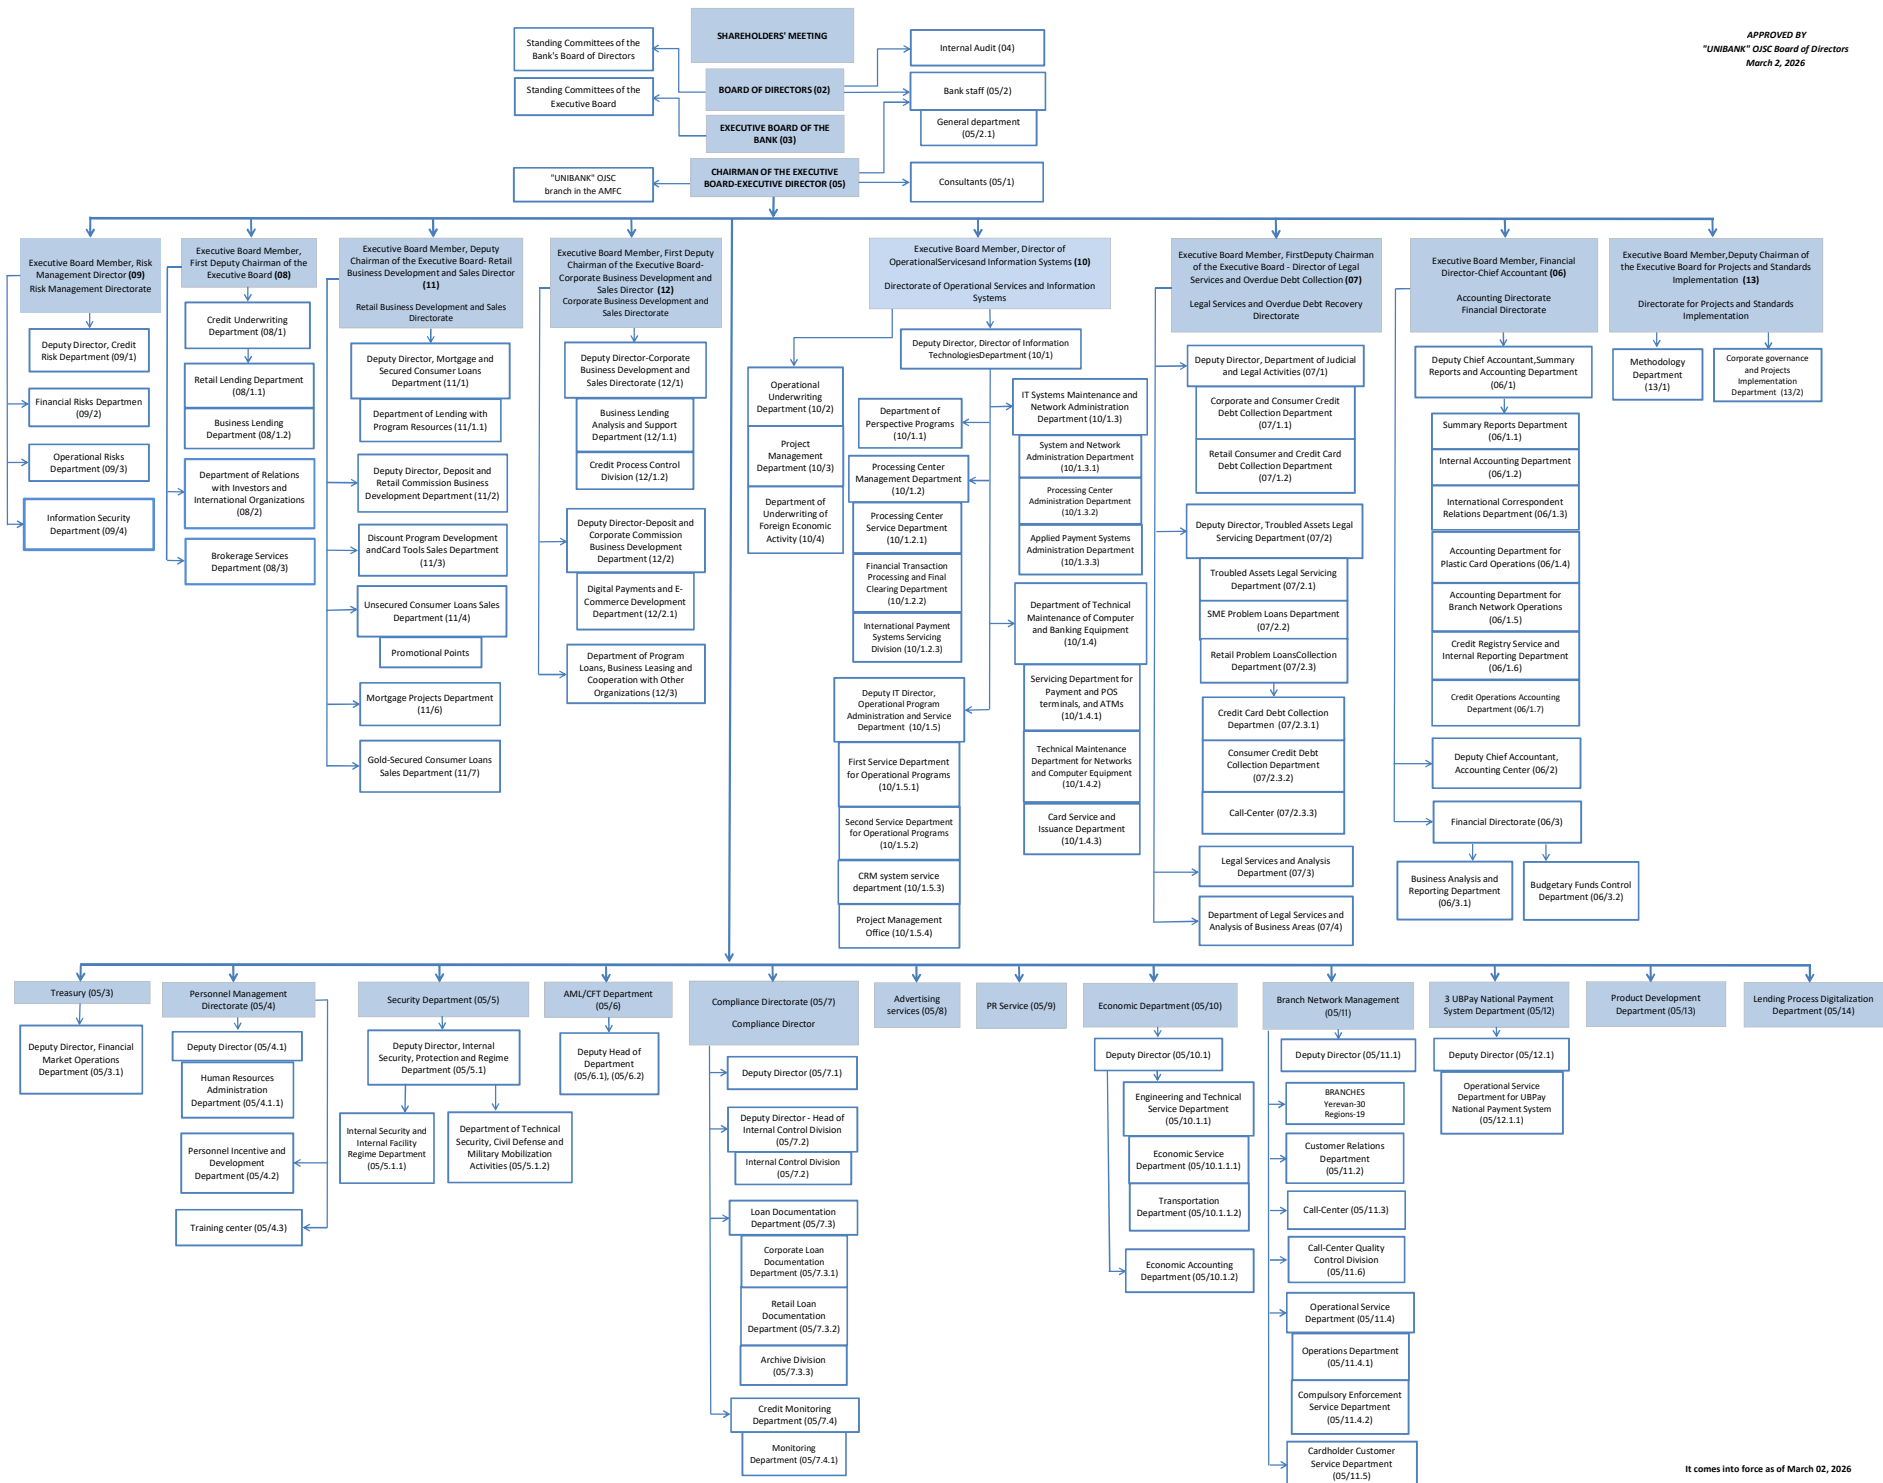 SHAREHOLDERS' MEETING
APPROVED BY
"UNIBANK" OJSC Board of Directors
March 2, 2026
Standing Committees of the
Bank's Board of Directors
Internal Audit (04)
BOARD OF DIRECTORS (02)
Standing Committees of the
Executive Board
Bank staff (05/2)
General department
(05/2.1)
EXECUTIVE BOARD OF THE
BANK (03)
CHAIRMAN OF THE EXECUTIVE
BOARD-EXECUTIVE DIRECTOR (05)
"UNIBANK" OJSC
branch in the AMFC
Consultants (05/1)
Executive Board Member, Risk
Management Director (09)
Risk Management Directorate
Deputy Director, Credit
Risk Department (09/1)
Financial Risks Departmen
(09/2)
Operational Risks
Department (09/3)
Information Security
Department (09/4)
Executive Board Member,
First Deputy Chairman of the
Executive Board (08)
Credit Underwriting
Department (08/1)
Retail Lending Department
(08/1.1)
Business Lending
Department (08/1.2)
Department of Relations
with Investors and
International Organizations
(08/2)
Brokerage Services
Department (08/3)
Executive Board Member, Deputy
Chairman of the Executive Board- Retail
Business Development and Sales Director
(11)
Retail Business Development and Sales
Directorate
Deputy Director, Mortgage and
Secured Consumer Loans
Department (11/1)
Department of Lending with
Program Resources (11/1.1)
Deputy Director, Deposit and
Retail Commission Business
Development Department (11/2)
Discount Program Development
andCard Tools Sales Department
(11/3)
Unsecured Consumer Loans Sales
Department (11/4)
Promotional Points
Mortgage Projects Department
(11/6)
Gold-Secured Consumer Loans
Sales Department (11/7)
Executive Board Member, First Deputy
Chairman of the Executive Board-
Corporate Business Development and
Sales Director (12)
Corporate Business Development and
Sales Directorate
Deputy Director-Corporate
Business Development and
Sales Directorate (12/1)
Business Lending
Analysis and Support
Department (12/1.1)
Credit Process Control
Division (12/1.2)
Deputy Director-Deposit and
Corporate Commission
Business Development
Department (12/2)
Digital Payments and E-
Commerce Development
Department (12/2.1)
Department of Program
Loans, Business Leasing and
Cooperation with Other
Organizations (12/3)
Executive Board Member, Director of
OperationalServicesand Information Systems (10)
Directorate of Operational Services and Information
Systems
Deputy Director, Director of Information
TechnologiesDepartment (10/1)
Operational
Underwriting
Department (10/2)
Project
Management
Department (10/3)
Department of
Underwriting of
Foreign Economic
Activity (10/4)
Department of
Perspective Programs
(10/1.1)
Processing Center
Management Department
(10/1.2)
Processing Center
Service Department
(10/1.2.1)
Financial Transaction
Processing and Final
Clearing Department
(10/1.2.2)
International Payment
Systems Servicing
Division (10/1.2.3)
Deputy IT Director,
Operational Program
Administration and Service
Department (10/1.5)
First Service Department
for Operational Programs
(10/1.5.1)
Second Service Department
for Operational Programs
(10/1.5.2)
CRM system service
department (10/1.5.3)
Project Management
Office (10/1.5.4)
IT Systems Maintenance and
Network Administration
Department (10/1.3)
System and Network
Administration Department
(10/1.3.1)
Processing Center
Administration Department
(10/1.3.2)
Applied Payment Systems
Administration Department
(10/1.3.3)
Department of Technical
Maintenance of Computer
and Banking Equipment
(10/1.4)
Servicing Department for
Payment and POS
terminals, and ATMs
(10/1.4.1)
Technical Maintenance
Department for Networks
and Computer Equipment
(10/1.4.2)
Card Service and
Issuance Department
(10/1.4.3)
Executive Board Member, FirstDeputy Chairman
of the Executive Board - Director of Legal
Services and Overdue Debt Collection (07)
Legal Services and Overdue Debt Recovery
Directorate
Deputy Director, Department of Judicial
and Legal Activities (07/1)
Corporate and Consumer Credit
Debt Collection Department
(07/1.1)
Retail Consumer and Credit Card
Debt Collection Department
(07/1.2)
Deputy Director, Troubled Assets Legal
Servicing Department (07/2)
Troubled Assets Legal Servicing
Department (07/2.1)
SME Problem Loans Department
(07/2.2)
Retail Problem LoansCollection
Department (07/2.3)
Credit Card Debt Collection
Departmen (07/2.3.1)
Consumer Credit Debt
Collection Department
(07/2.3.2)
Call-Center (07/2.3.3)
Legal Services and Analysis
Department (07/3)
Department of Legal Services and
Analysis of Business Areas (07/4)
Executive Board Member, Financial
Director-Chief Accountant (06)
Accounting Directorate
Financial Directorate
Deputy Chief Accountant,Summary
Reports and Accounting Department
(06/1)
Summary Reports Department
(06/1.1)
Internal Accounting Department
(06/1.2)
International Correspondent
Relations Department (06/1.3)
Accounting Department for
Plastic Card Operations (06/1.4)
Accounting Department for
Branch Network Operations
(06/1.5)
Credit Registry Service and
Internal Reporting Department
(06/1.6)
Credit Operations Accounting
Department (06/1.7)
Deputy Chief Accountant,
Accounting Center (06/2)
Financial Directorate (06/3)
Business Analysis and
Reporting Department
(06/3.1)
Budgetary Funds Control
Department (06/3.2)
Executive Board Member,Deputy Chairman of
the Executive Board for Projects and Standards
Implementation (13)
Directorate for Projects and Standards
Implementation
Methodology
Department
(13/1)
Corporate governance
and Projects
Implementation
Department (13/2)
Treasury (05/3)
Deputy Director, Financial
Market Operations
Department (05/3.1)
Personnel Management
Directorate (05/4)
Deputy Director (05/4.1)
Human Resources
Administration
Department (05/4.1.1)
Personnel Incentive and
Development
Department (05/4.2)
Training center (05/4.3)
Security Department (05/5)
Deputy Director, Internal
Security, Protection and Regime
Department (05/5.1)
Internal Security and
Internal Facility
Regime Department
(05/5.1.1)
Department of Technical
Security, Civil Defense and
Military Mobilization
Activities (05/5.1.2)
AML/CFT Department
(05/6)
Deputy Head of
Department
(05/6.1), (05/6.2)
Compliance Directorate (05/7)
Compliance Director
Deputy Director (05/7.1)
Deputy Director - Head of
Internal Control Division
(05/7.2)
Internal Control Division
(05/7.2)
Loan Documentation
Department (05/7.3)
Corporate Loan
Documentation
Department (05/7.3.1)
Retail Loan
Documentation
Department (05/7.3.2)
Archive Division
(05/7.3.3)
Credit Monitoring
Department (05/7.4)
Monitoring
Department (05/7.4.1)
Advertising
services (05/8)
PR Service (05/9)
Economic Department (05/10)
Deputy Director (05/10.1)
Engineering and Technical
Service Department
(05/10.1.1)
Economic Service
Department (05/10.1.1.1)
Transportation
Department (05/10.1.1.2)
Economic Accounting
Department (05/10.1.2)
Branch Network Management
(05/11)
Deputy Director (05/11.1)
BRANCHES
Yerevan-30
Regions-19
Customer Relations
Department
(05/11.2)
Call-Center (05/11.3)
Call-Center Quality
Control Division
(05/11.6)
Operational Service
Department (05/11.4)
Operations Department
(05/11.4.1)
Compulsory Enforcement
Service Department
(05/11.4.2)
Cardholder Customer
Service Department
(05/11.5)
3 UBPay National Payment
System Department (05/12)
Deputy Director (05/12.1)
Operational Service
Department for UBPay
National Payment System
(05/12.1.1)
Product Development
Department (05/13)
Lending Process Digitalization
Department (05/14)
It comes into force as of March 02, 2026